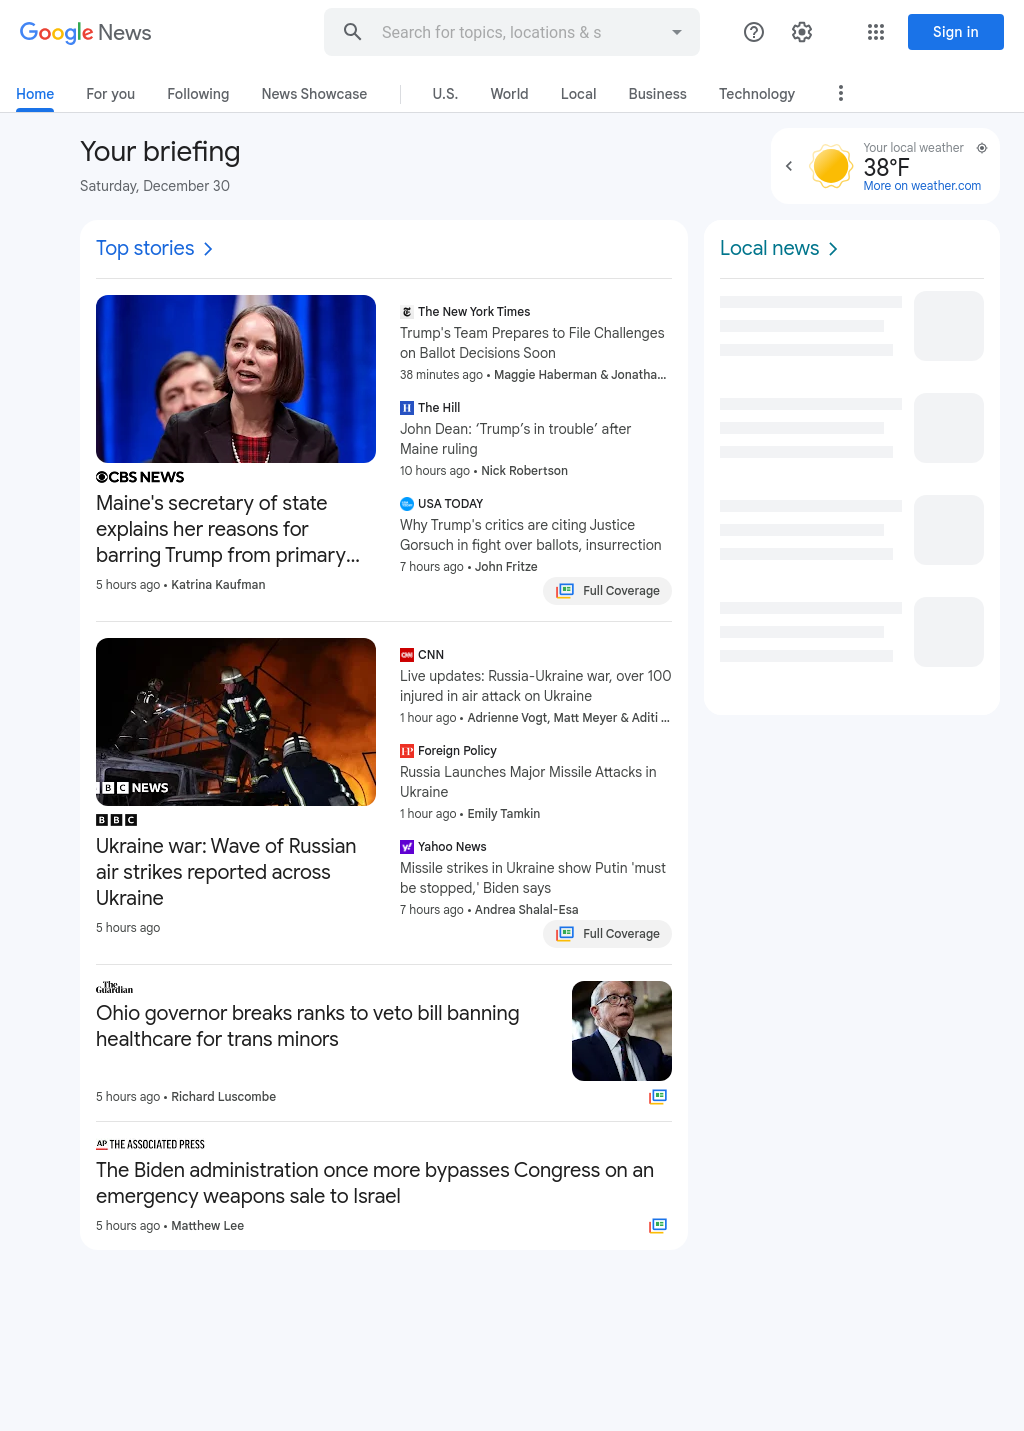 Google News
Search for topics, locations & s
Sign in
Home
For you
Following
News Showcase
U.S.
World
Local
Business
Technology
Your briefing
Saturday, December 30
Your local weather
38°F
More on weather.com
Top stories
CBS NEWS
Maine's secretary of state
explains her reasons for
barring Trump from primary...
5 hours ago • Katrina Kaufman
The New York Times
Trump's Team Prepares to File Challenges
on Ballot Decisions Soon
38 minutes ago • Maggie Haberman & Jonatha...
H The Hill
John Dean: ‘Trump’s in trouble’ after
Maine ruling
10 hours ago • Nick Robertson
USA TODAY
Why Trump's critics are citing Justice
Gorsuch in fight over ballots, insurrection
7 hours ago • John Fritze
Full Coverage
BBC NEWS
BBC
Ukraine war: Wave of Russian
air strikes reported across
Ukraine
5 hours ago
CNN CNN
Live updates: Russia-Ukraine war, over 100
injured in air attack on Ukraine
1 hour ago • Adrienne Vogt, Matt Meyer & Aditi ...
FP Foreign Policy
Russia Launches Major Missile Attacks in
Ukraine
1 hour ago • Emily Tamkin
y! Yahoo News
Missile strikes in Ukraine show Putin 'must
be stopped,' Biden says
7 hours ago • Andrea Shalal-Esa
Full Coverage
The Guardian
Ohio governor breaks ranks to veto bill banning
healthcare for trans minors
5 hours ago • Richard Luscombe
AP THE ASSOCIATED PRESS
The Biden administration once more bypasses Congress on an
emergency weapons sale to Israel
5 hours ago • Matthew Lee
Local news